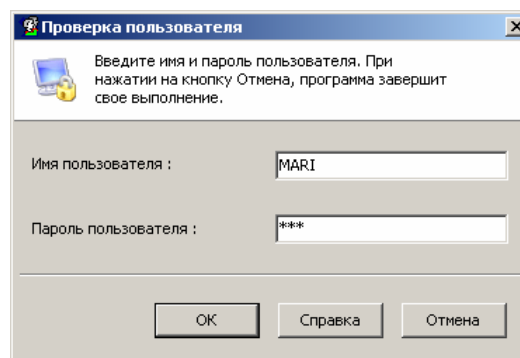 Проверка пользователя
Введите имя и пароль пользователя. При
нажатии на кнопку Отмена, программа завершит
свое выполнение.
Имя пользователя : MARI
Пароль пользователя : ***
OK Справка Отмена